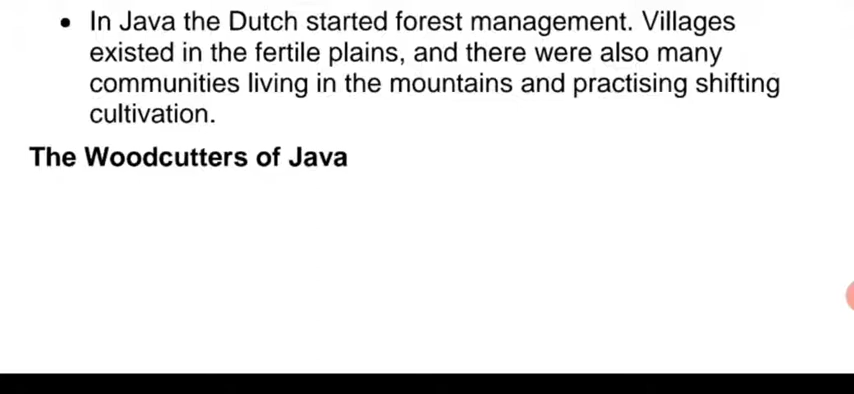 • In Java the Dutch started forest management. Villages
existed in the fertile plains, and there were also many
communities living in the mountains and practising shifting
cultivation.
The Woodcutters of Java